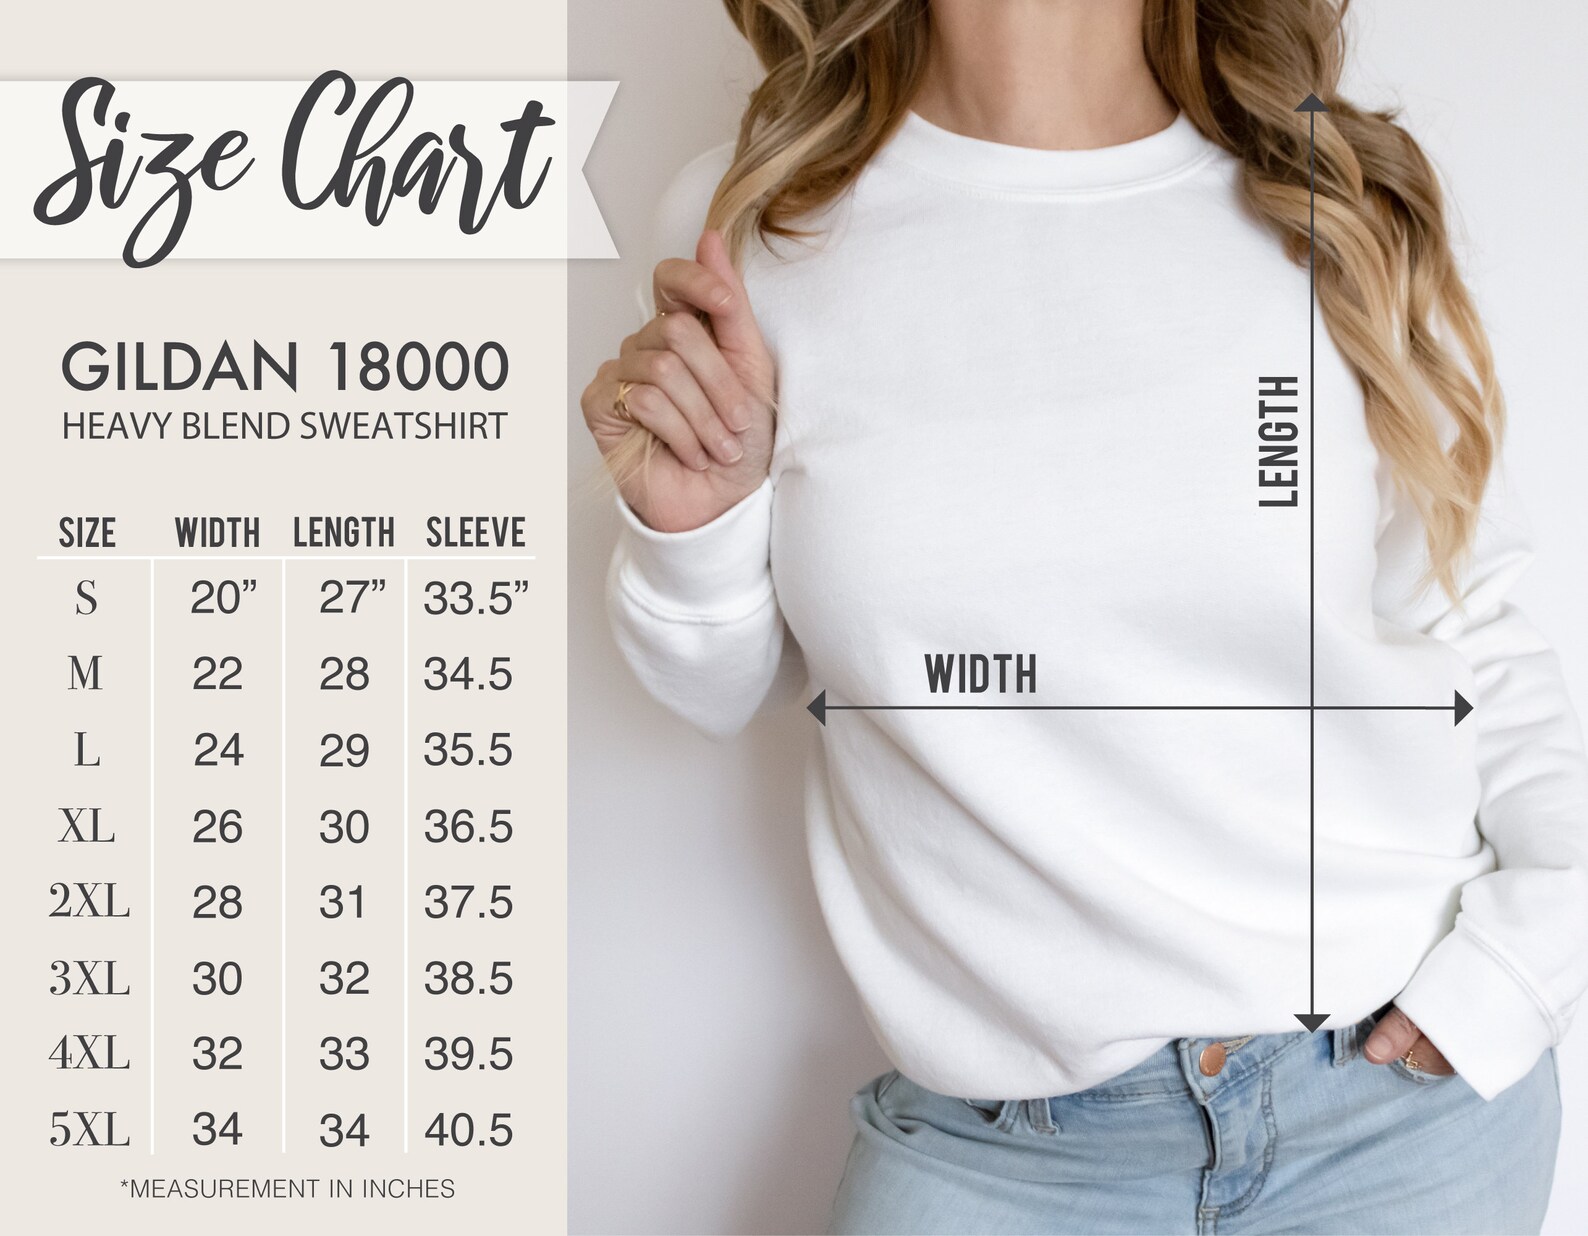 Size Chart
GILDAN 18000
HEAVY BLEND SWEATSHIRT
SIZE WIDTH LENGTH SLEEVE
S 20” 27” 33.5”
M 22 28 34.5
L 24 29 35.5
XL 26 30 36.5
2XL 28 31 37.5
3XL 30 32 38.5
4XL 32 33 39.5
5XL 34 34 40.5
*MEASUREMENT IN INCHES
LENGTH
WIDTH